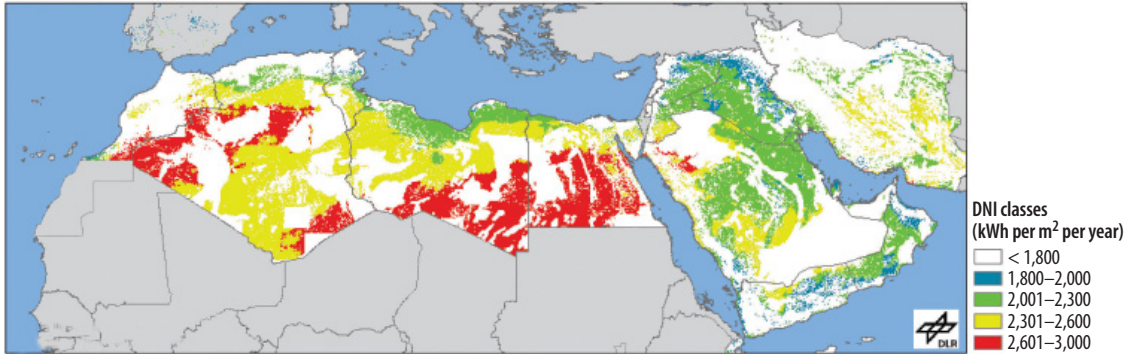 DNI classes
(kWh per m² per year)
< 1,800
1,800–2,000
2,001–2,300
2,301–2,600
2,601–3,000
DLR